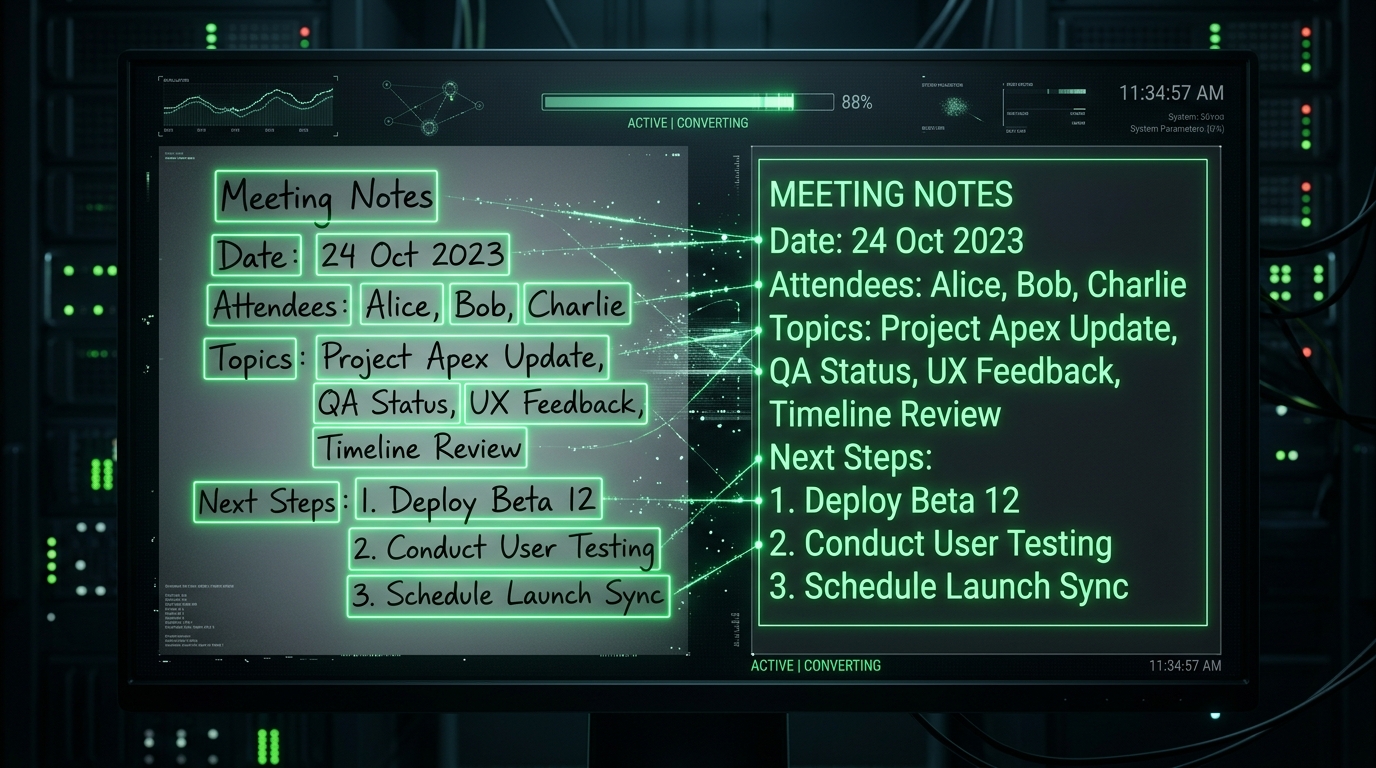 88%
ACTIVE | CONVERTING
11:34:57 AM
Meeting Notes
Date: 24 Oct 2023
Attendees: Alice, Bob, Charlie
Topics: Project Apex Update,
QA Status, UX Feedback,
Timeline Review
Next Steps: 1. Deploy Beta 12
2. Conduct User Testing
3. Schedule Launch Sync
MEETING NOTES
Date: 24 Oct 2023
Attendees: Alice, Bob, Charlie
Topics: Project Apex Update,
QA Status, UX Feedback,
Timeline Review
Next Steps:
1. Deploy Beta 12
2. Conduct User Testing
3. Schedule Launch Sync
ACTIVE | CONVERTING
11:34:57 AM